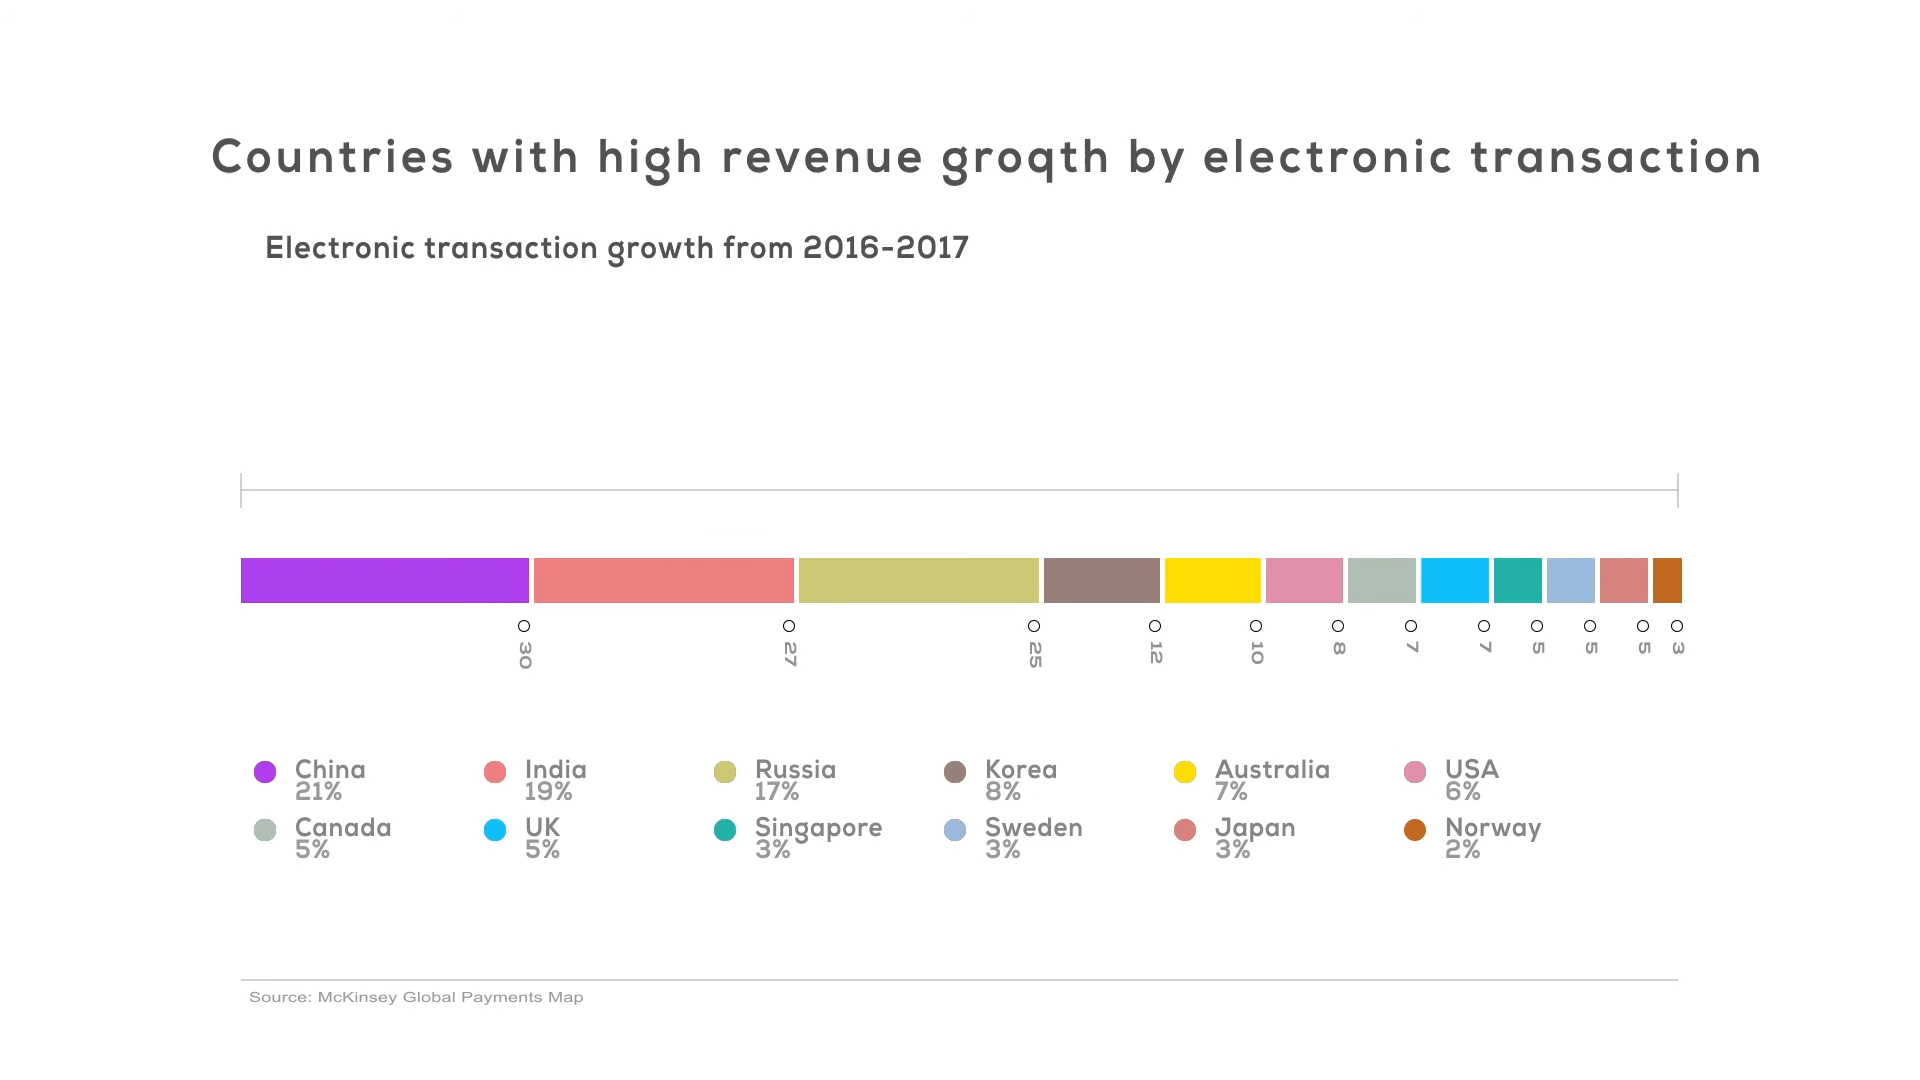 Countries with high revenue groqth by electronic transaction
Electronic transaction growth from 2016-2017
30 27 25 12 10 8 7 7 5 5 5 3
China India Russia Korea Australia USA
21% 19% 17% 8% 7% 6%
Canada UK Singapore Sweden Japan Norway
5% 5% 3% 3% 3% 2%
Source: McKinsey Global Payments Map